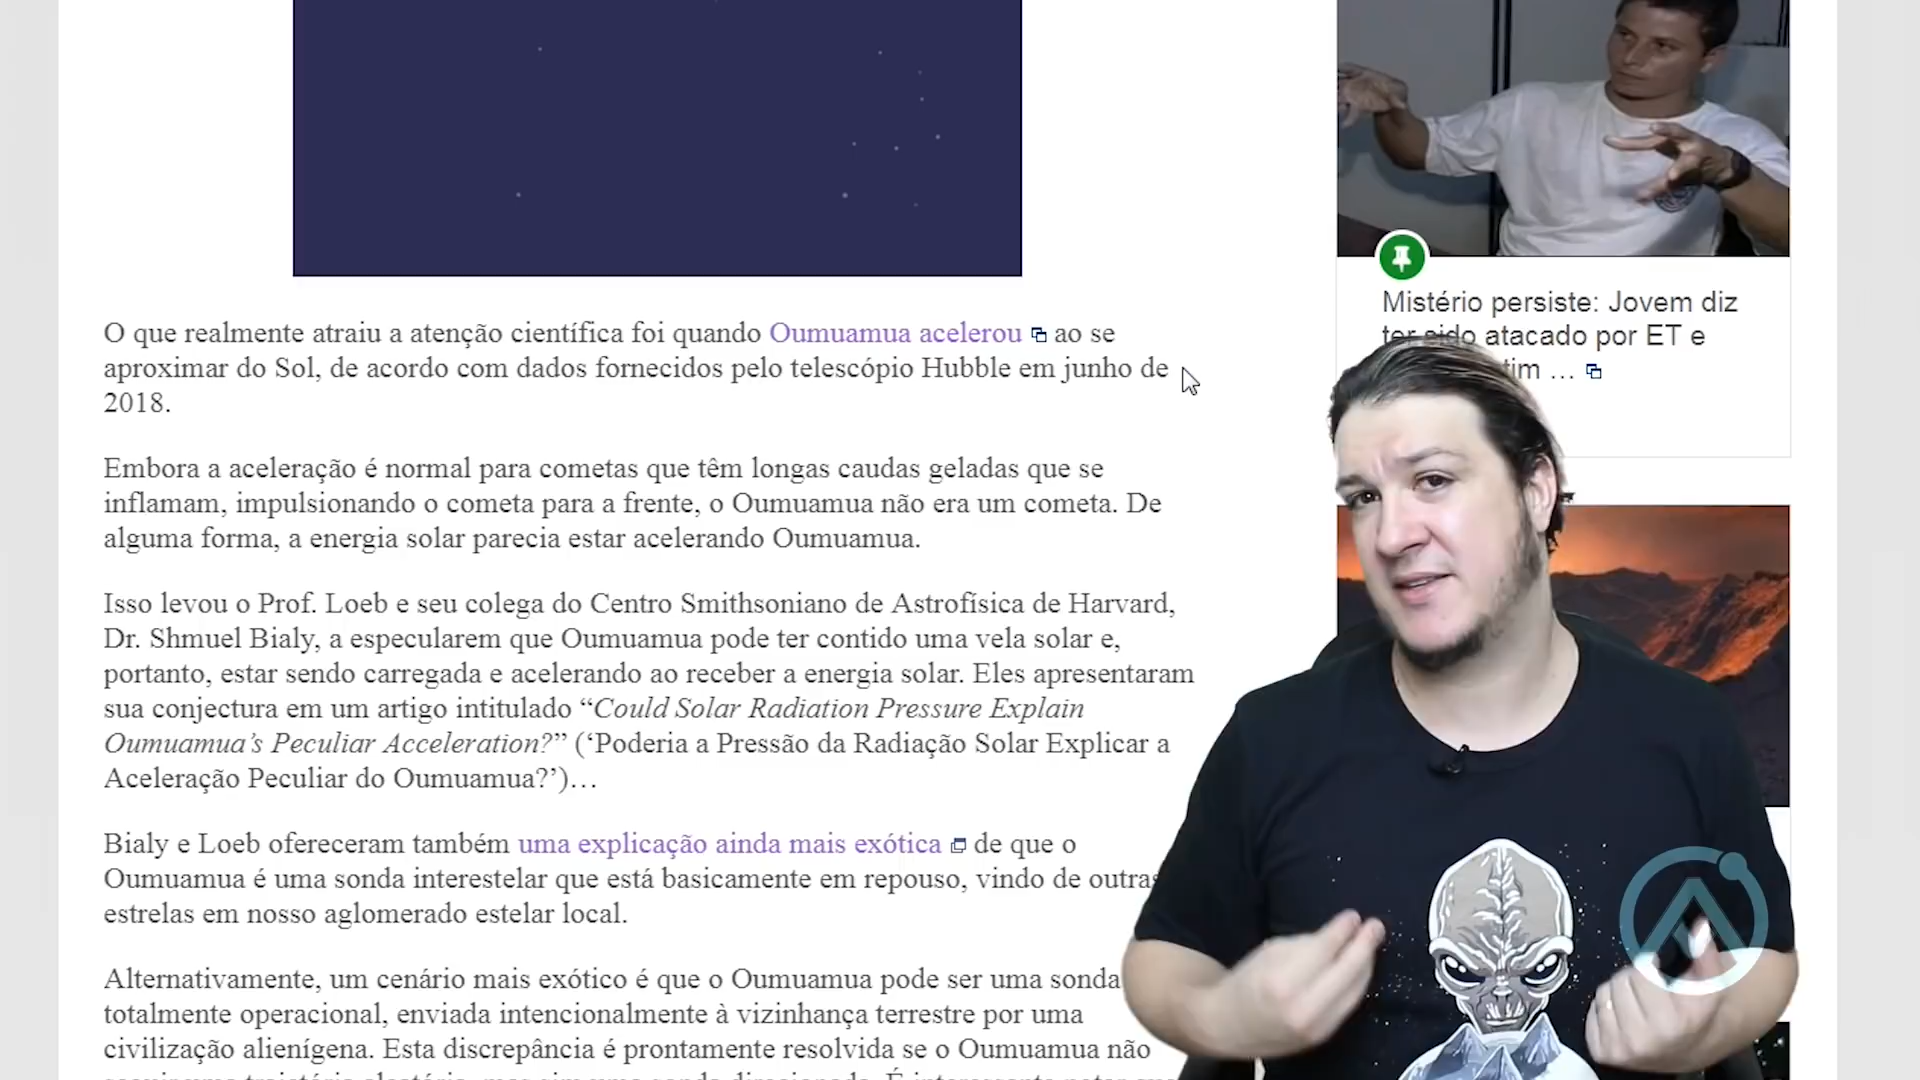 O que realmente atraiu a atenção científica foi quando Oumuamua acelerou ao se
aproximar do Sol, de acordo com dados fornecidos pelo telescópio Hubble em junho de
2018.
Embora a aceleração é normal para cometas que têm longas caudas geladas que se
inflamam, impulsionando o cometa para a frente, o Oumuamua não era um cometa. De
alguma forma, a energia solar parecia estar acelerando Oumuamua.
Isso levou o Prof. Loeb e seu colega do Centro Smithsoniano de Astrofísica de Harvard,
Dr. Shmuel Bialy, a especularem que Oumuamua pode ter contido uma vela solar e,
portanto, estar sendo carregada e acelerando ao receber a energia solar. Eles apresentaram
sua conjectura em um artigo intitulado “Could Solar Radiation Pressure Explain
Oumuamua’s Peculiar Acceleration?” (‘Poderia a Pressão da Radiação Solar Explicar a
Aceleração Peculiar do Oumuamua?’)…
Bialy e Loeb ofereceram também uma explicação ainda mais exótica de que o
Oumuamua é uma sonda interestelar que está basicamente em repouso, vindo de outras
estrelas em nosso aglomerado estelar local.
Alternativamente, um cenário mais exótico é que o Oumuamua pode ser uma sonda
totalmente operacional, enviada intencionalmente à vizinhança terrestre por uma
civilização alienígena. Esta discrepância é prontamente resolvida se o Oumuamua não
Mistério persiste: Jovem diz
ter sido atacado por ET e
tim …